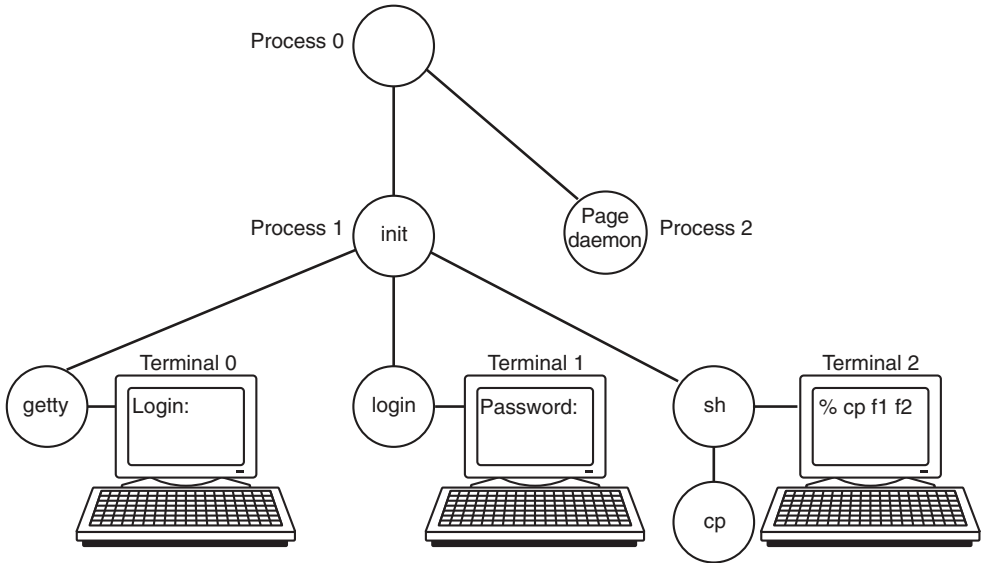 Process 0
Process 1
init
Page
daemon
Process 2
Terminal 0
Terminal 1
Terminal 2
getty
Login:
login
Password:
sh
% cp f1 f2
cp